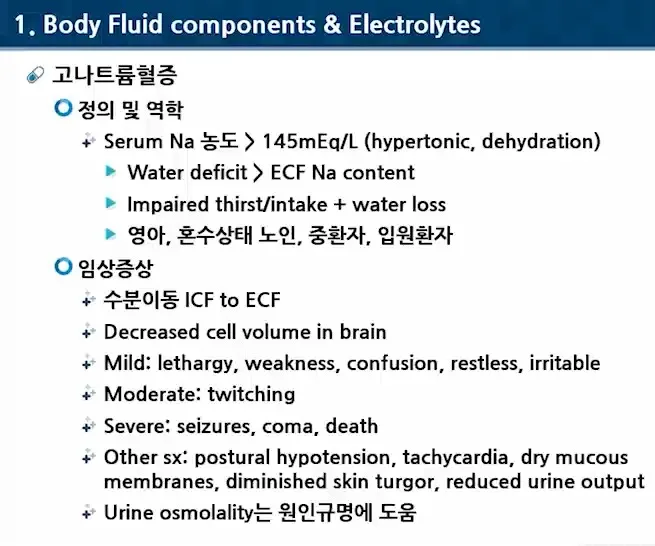 1. Body Fluid components & Electrolytes
고나트륨혈증
정의 및 역학
Serum Na 농도 > 145mEq/L (hypertonic, dehydration)
Water deficit > ECF Na content
Impaired thirst/intake + water loss
영아, 혼수상태 노인, 중환자, 입원환자
임상증상
수분이동 ICF to ECF
Decreased cell volume in brain
Mild: lethargy, weakness, confusion, restless, irritable
Moderate: twitching
Severe: seizures, coma, death
Other sx: postural hypotension, tachycardia, dry mucous
membranes, diminished skin turgor, reduced urine output
Urine osmolality는 원인규명에 도움